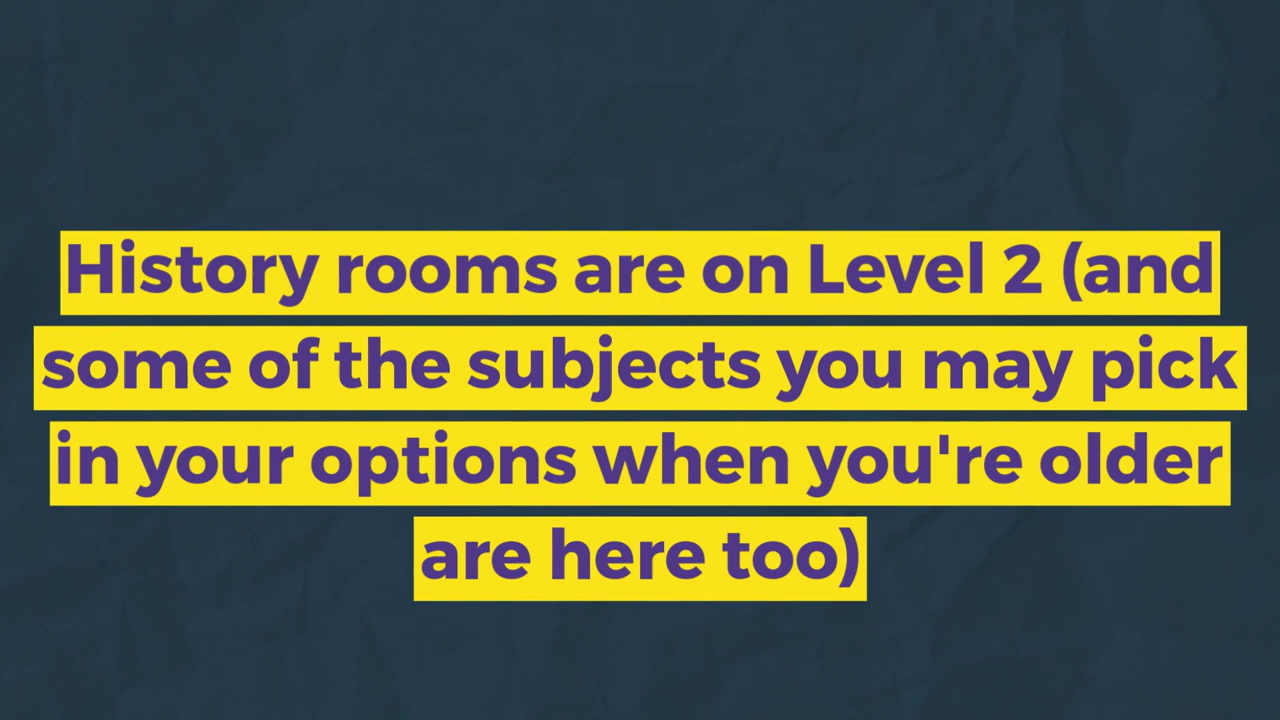 History rooms are on Level 2 (and
some of the subjects you may pick
in your options when you're older
are here too)